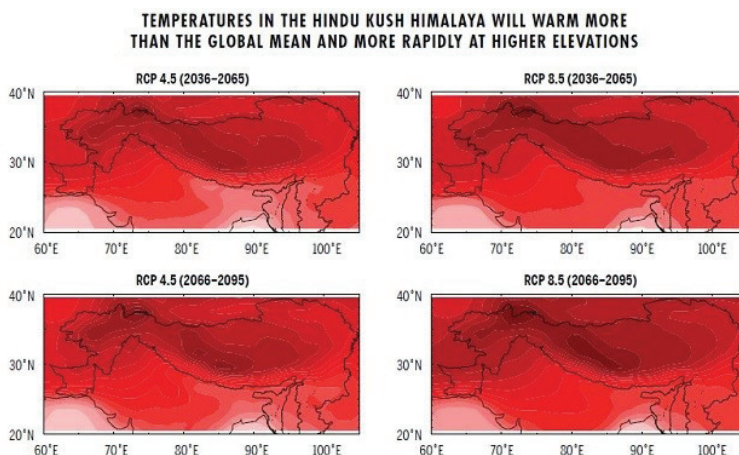 TEMPERATURES IN THE HINDU KUSH HIMALAYA WILL WARM MORE
THAN THE GLOBAL MEAN AND MORE RAPIDLY AT HIGHER ELEVATIONS
RCP 4.5 (2036–2065)
40°N
30°N
20°N
60°E 70°E 80°E 90°E 100°E
RCP 8.5 (2036–2065)
40°N
30°N
20°N
60°E 70°E 80°E 90°E 100°E
RCP 4.5 (2066–2095)
40°N
30°N
20°N
60°E 70°E 80°E 90°E 100°E
RCP 8.5 (2066–2095)
40°N
30°N
20°N
60°E 70°E 80°E 90°E 100°E